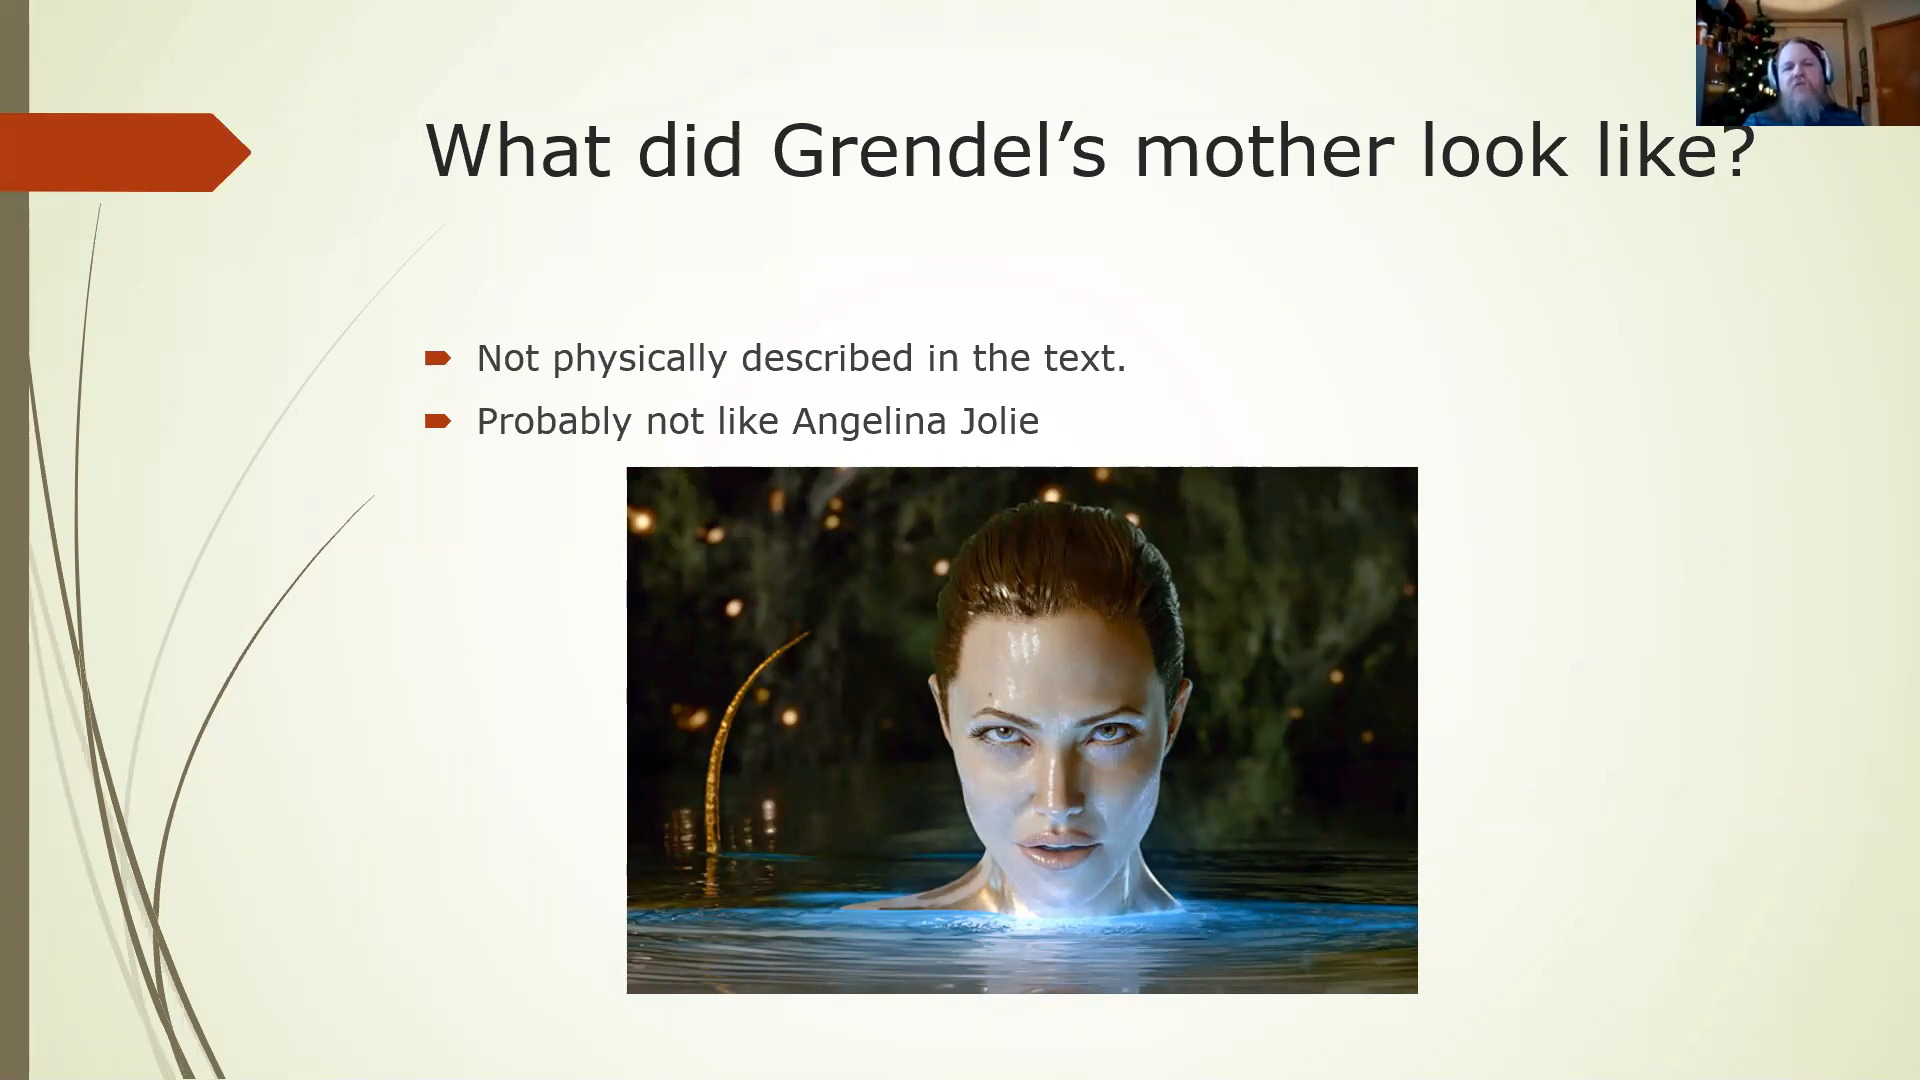 What did Grendel’s mother look like?
Not physically described in the text.
Probably not like Angelina Jolie